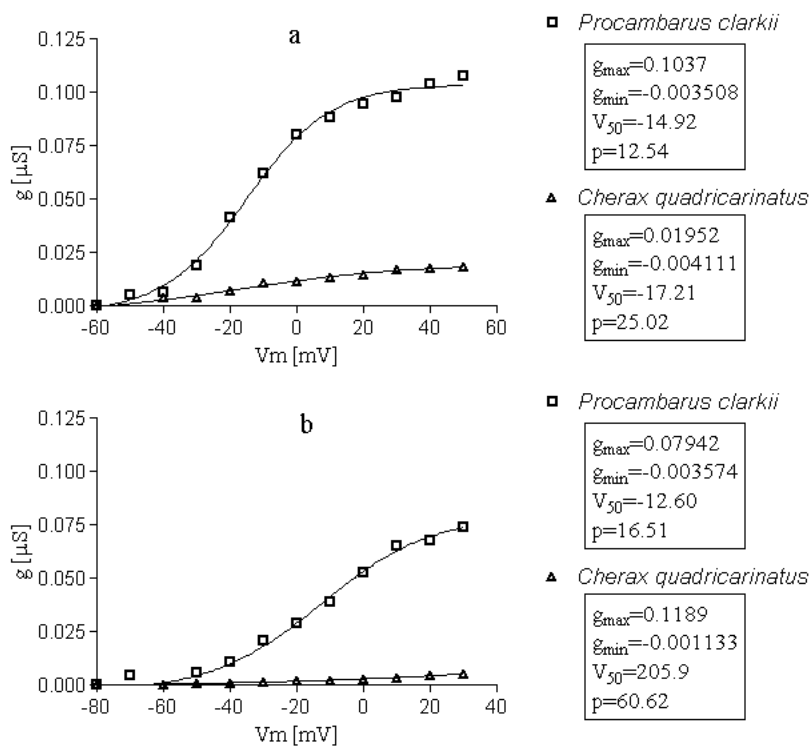 a
0.125
0.100
0.075
0.050
0.025
0.000
g [µS]
-60 -40 -20 0 20 40 60
Vm [mV]
Procambarus clarkii
gmax=0.1037
gmin=-0.003508
V50=-14.92
p=12.54
Cherax quadricarinatus
gmax=0.01952
gmin=-0.004111
V50=-17.21
p=25.02
b
0.125
0.100
0.075
0.050
0.025
0.000
g [µS]
-80 -60 -40 -20 0 20 40
Vm [mV]
Procambarus clarkii
gmax=0.07942
gmin=-0.003574
V50=-12.60
p=16.51
Cherax quadricarinatus
gmax=0.1189
gmin=-0.001133
V50=205.9
p=60.62